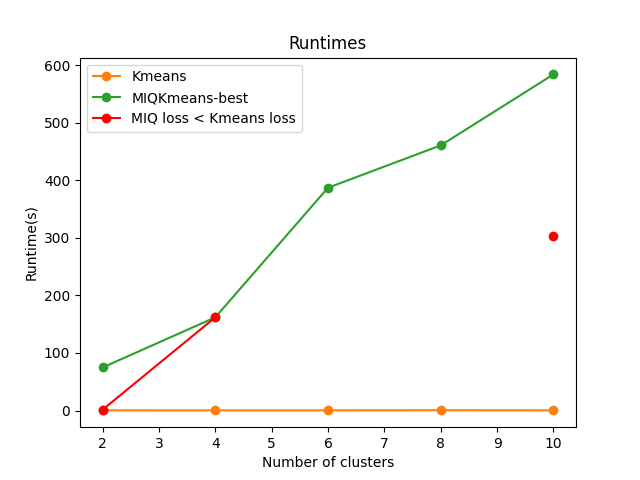 Runtimes
Kmeans
MIQKmeans-best
MIQ loss < Kmeans loss
Runtime(s)
600
500
400
300
200
100
0
2 3 4 5 6 7 8 9 10
Number of clusters